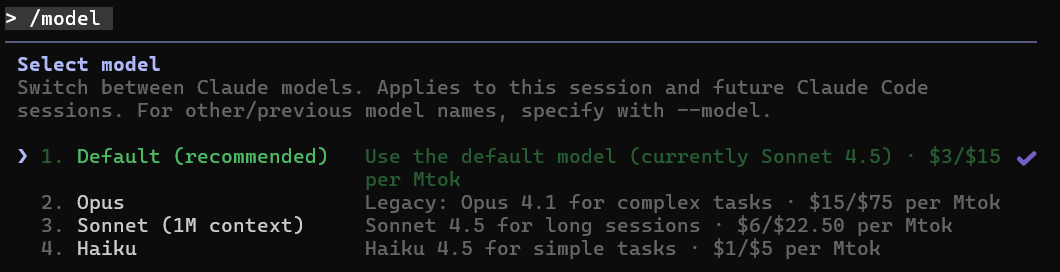 > /model
Select model
Switch between Claude models. Applies to this session and future Claude Code
sessions. For other/previous model names, specify with --model.
❯ 1. Default (recommended) Use the default model (currently Sonnet 4.5) · $3/$15 ✔
per Mtok
2. Opus Legacy: Opus 4.1 for complex tasks · $15/$75 per Mtok
3. Sonnet (1M context) Sonnet 4.5 for long sessions · $6/$22.50 per Mtok
4. Haiku Haiku 4.5 for simple tasks · $1/$5 per Mtok